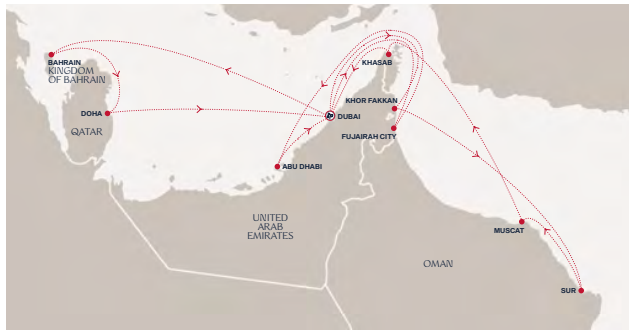 BAHRAIN
KINGDOM
OF BAHRAIN
KHASAB
KHOR FAKKAN
DOHA
DUBAI
QATAR
FUJAIRAH CITY
ABU DHABI
UNITED
ARAB
EMIRATES
MUSCAT
OMAN
SUR